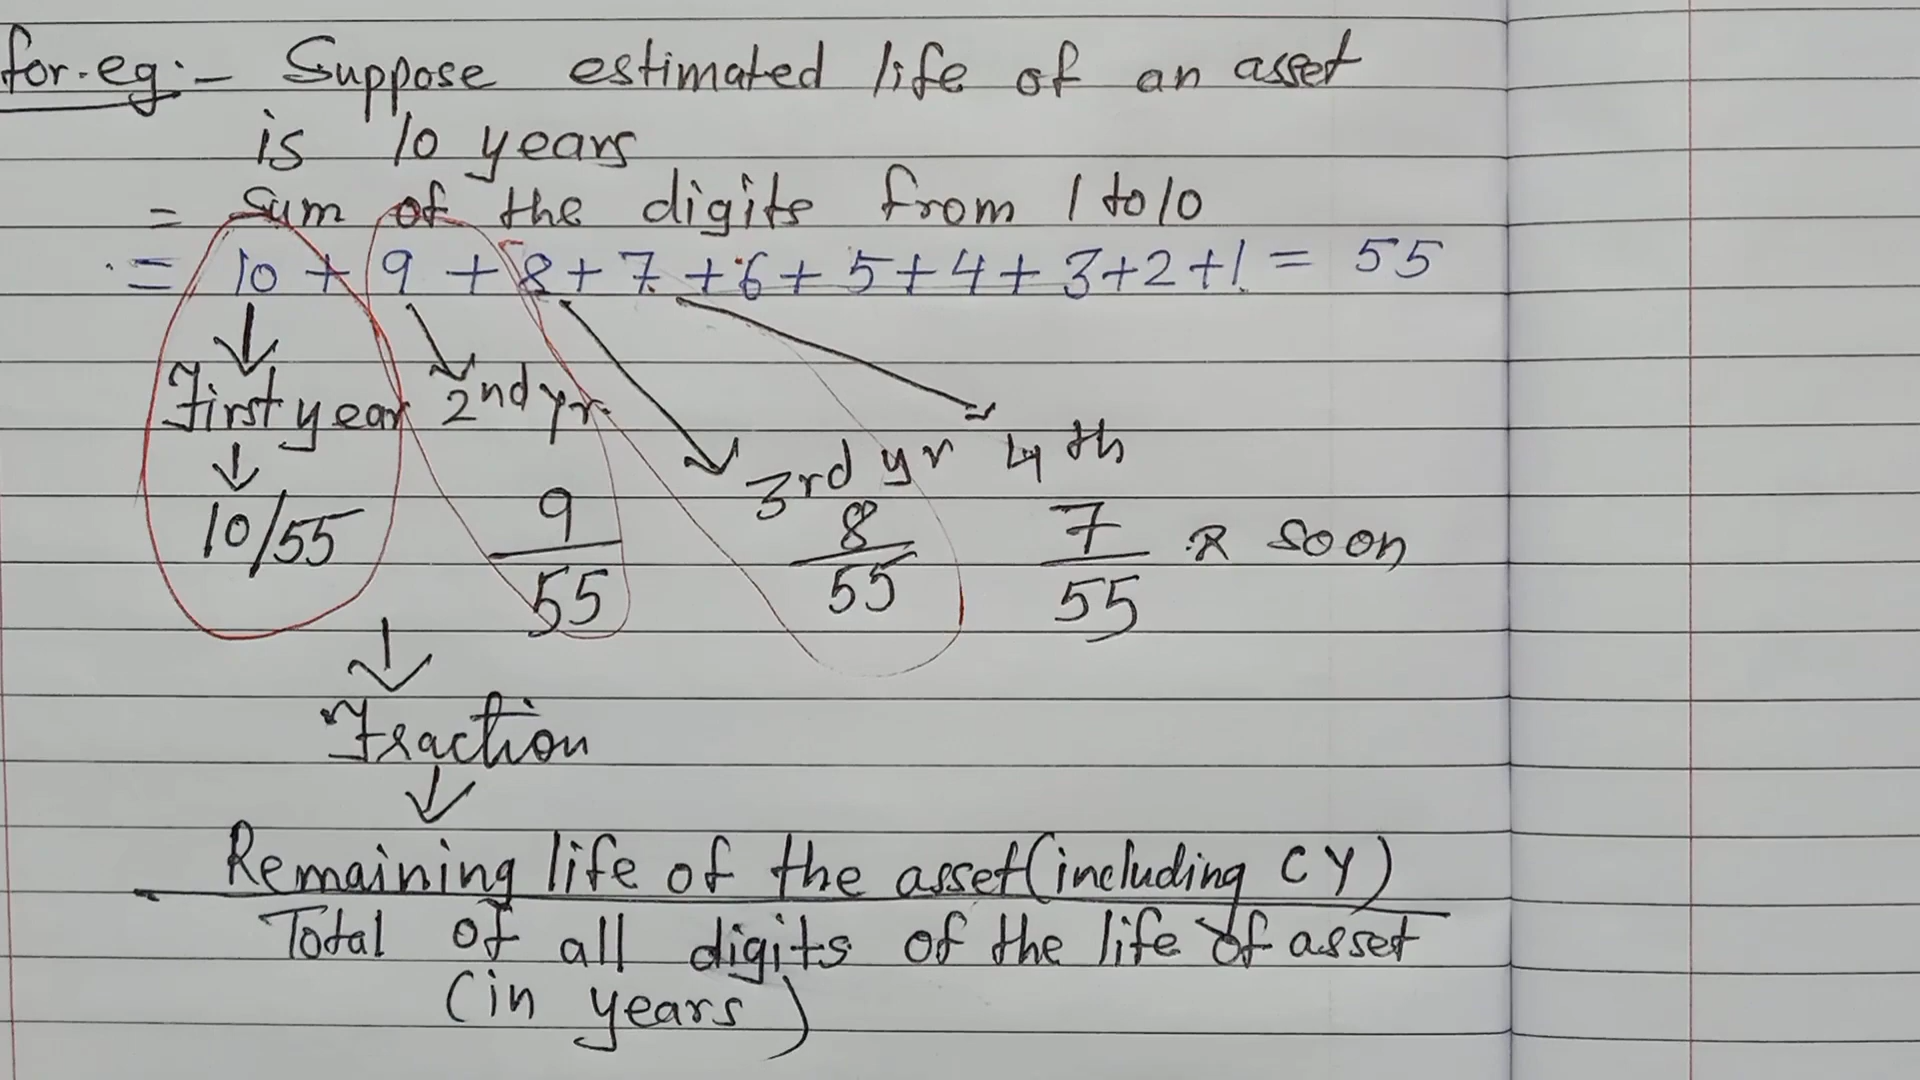 for.eg:- Suppose estimated life of an asset
is 10 years
= Sum of the digits from 1 to 10
= 10 + 9 + 8 + 7 + 6 + 5 + 4 + 3 + 2 + 1 = 55
First year 2nd yr. 3rd yr 4th
10/55 9/55 8/55 7/55 & soon
Fraction
Remaining life of the asset (including CY)
Total of all digits of the life of asset
(in years)